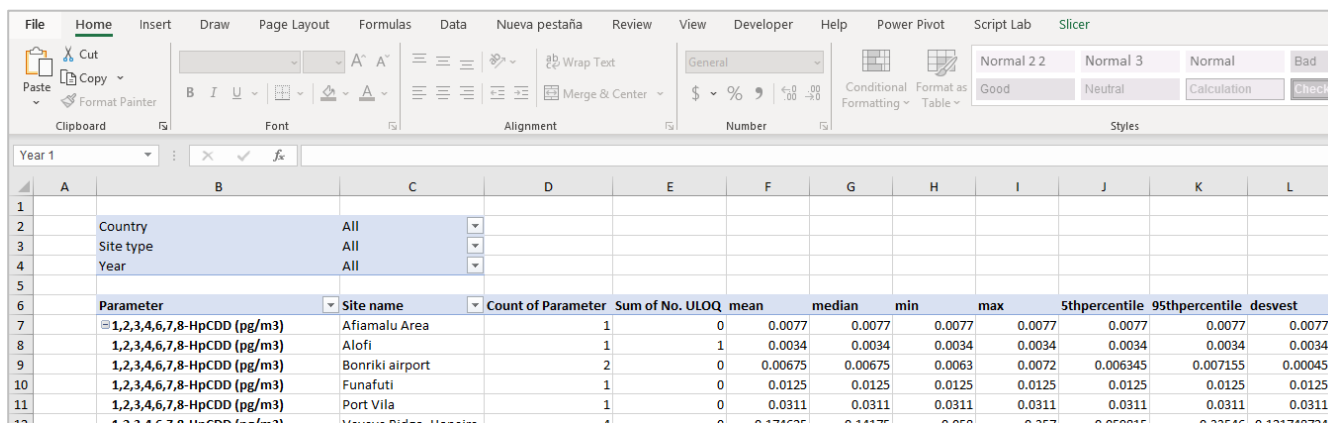 File Home Insert Draw Page Layout Formulas Data Nueva pestaña Review View Developer Help Power Pivot Script Lab Slicer
Cut
Copy
Format Painter
Paste
Clipboard
B I U A A A
Font
ab Wrap Text
Merge & Center
Alignment
General
$ % 9
Number
Conditional Formatting
Format as Table
Normal 2 2 Normal 3 Normal Bad
Good Neutral Calculation Check
Styles
Year 1 fx
A B C D E F G H I J K L
1
2 Country All
3 Site type All
4 Year All
5
6 Parameter Site name Count of Parameter Sum of No. ULOQ mean median min max 5thpercentile 95thpercentile desvest
7 1,2,3,4,6,7,8-HpCDD (pg/m3) Afiamalu Area 1 0 0.0077 0.0077 0.0077 0.0077 0.0077 0.0077 0.0077
8 1,2,3,4,6,7,8-HpCDD (pg/m3) Alofi 1 1 0.0034 0.0034 0.0034 0.0034 0.0034 0.0034 0.0034
9 1,2,3,4,6,7,8-HpCDD (pg/m3) Bonriki airport 2 0 0.00675 0.00675 0.0063 0.0072 0.006345 0.007155 0.00045
10 1,2,3,4,6,7,8-HpCDD (pg/m3) Funafuti 1 0 0.0125 0.0125 0.0125 0.0125 0.0125 0.0125 0.0125
11 1,2,3,4,6,7,8-HpCDD (pg/m3) Port Vila 1 0 0.0311 0.0311 0.0311 0.0311 0.0311 0.0311 0.0311